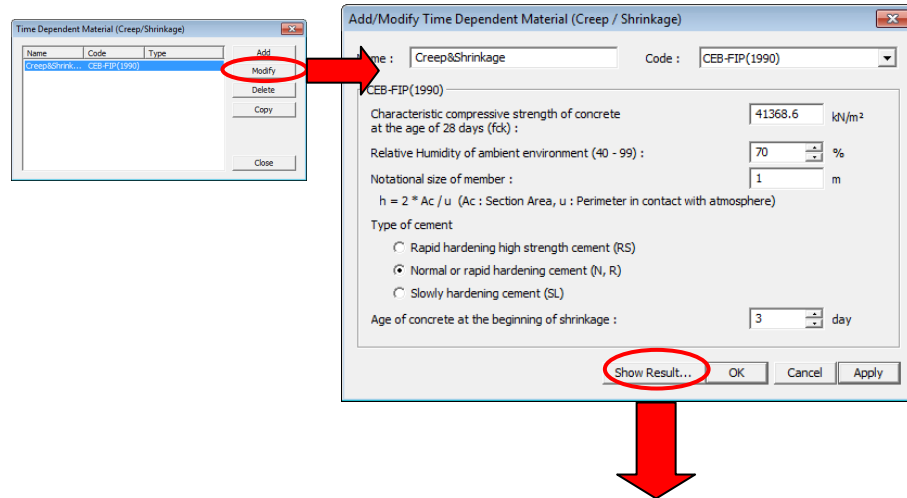 Time Dependent Material (Creep/Shrinkage)
Name Code Type
Creep&Shrink... CEB-FIP(1990)
Add
Modify
Delete
Copy
Close
Add/Modify Time Dependent Material (Creep / Shrinkage)
me : Creep&Shrinkage Code : CEB-FIP(1990)
CEB-FIP(1990)
Characteristic compressive strength of concrete
at the age of 28 days (fck) : 41368.6 kN/m²
Relative Humidity of ambient environment (40 - 99) : 70 %
Notational size of member : 1 m
h = 2 * Ac / u (Ac : Section Area, u : Perimeter in contact with atmosphere)
Type of cement
Rapid hardening high strength cement (RS)
Normal or rapid hardening cement (N, R)
Slowly hardening cement (SL)
Age of concrete at the beginning of shrinkage : 3 day
Show Result... OK Cancel Apply